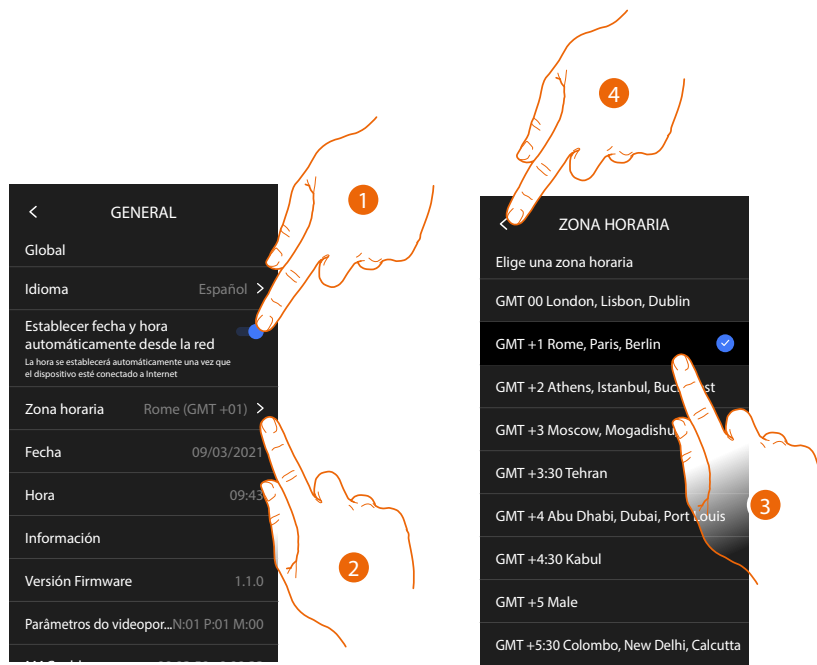 GENERAL
Global
Idioma Español
Establecer fecha y hora
automáticamente desde la red
La hora se establecerá automáticamente una vez que
el dispositivo esté conectado a Internet
Zona horaria Rome (GMT +01)
Fecha 09/03/2021
Hora 09:43
Información
Versión Firmware 1.1.0
Parâmetros do videopor...N:01 P:01 M:00
1
2
4
ZONA HORARIA
Elige una zona horaria
GMT 00 London, Lisbon, Dublin
GMT +1 Rome, Paris, Berlin
GMT +2 Athens, Istanbul,
GMT +3 Moscow, Mogadishu
GMT +3:30 Tehran
GMT +4 Abu Dhabi, Dubai, Port Louis
GMT +4:30 Kabul
GMT +5 Male
GMT +5:30 Colombo, New Delhi, Calcutta
3